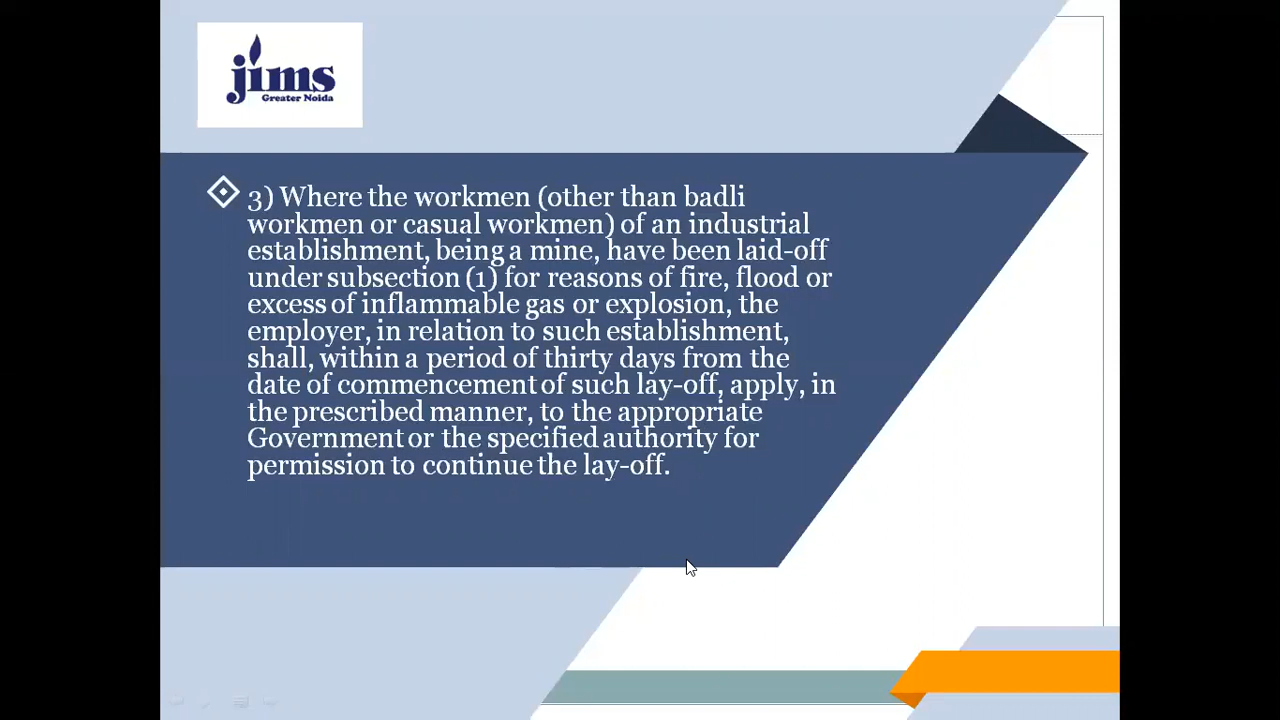 jims
Greater Noida
3) Where the workmen (other than badli
workmen or casual workmen) of an industrial
establishment, being a mine, have been laid-off
under subsection (1) for reasons of fire, flood or
excess of inflammable gas or explosion, the
employer, in relation to such establishment,
shall, within a period of thirty days from the
date of commencement of such lay-off, apply, in
the prescribed manner, to the appropriate
Government or the specified authority for
permission to continue the lay-off.